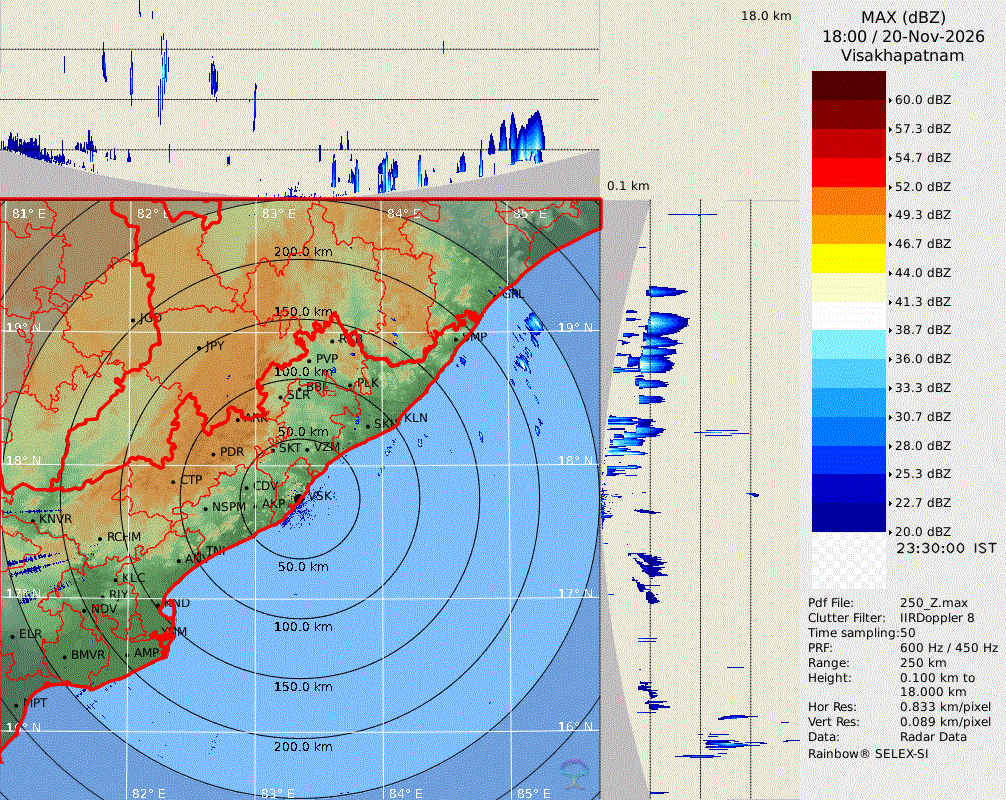 18.0 km
MAX (dBZ)
18:00 / 20-Nov-2026
Visakhapatnam
60.0 dBZ
57.3 dBZ
54.7 dBZ
52.0 dBZ
49.3 dBZ
46.7 dBZ
44.0 dBZ
41.3 dBZ
38.7 dBZ
36.0 dBZ
33.3 dBZ
30.7 dBZ
28.0 dBZ
25.3 dBZ
22.7 dBZ
20.0 dBZ
23:30:00 IST
0.1 km
81° E 82° E 83° E 84° E 85° E
200.0 km
GPL
150.0 km
JGD
19° N 19° N
JPY
PVP
100.0 km
BBL PLK
SLR
KLN
50.0 km
PDR SKT VZM
18° N 18° N
CTP CDV
VSK
NSPM AKP
KNVR
RCHM
TNI
50.0 km
KLC
RJY
17° N 17° N
KND
NDV
100.0 km
ELR
BMVR AMP
150.0 km
MPT
16° N 16° N
200.0 km
82° E 83° E 84° E 85° E
Pdf File: 250_Z.max
Clutter Filter: IIRDoppler 8
Time sampling:50
PRF: 600 Hz / 450 Hz
Range: 250 km
Height: 0.100 km to
18.000 km
Hor Res: 0.833 km/pixel
Vert Res: 0.089 km/pixel
Data: Radar Data
Rainbow® SELEX-SI